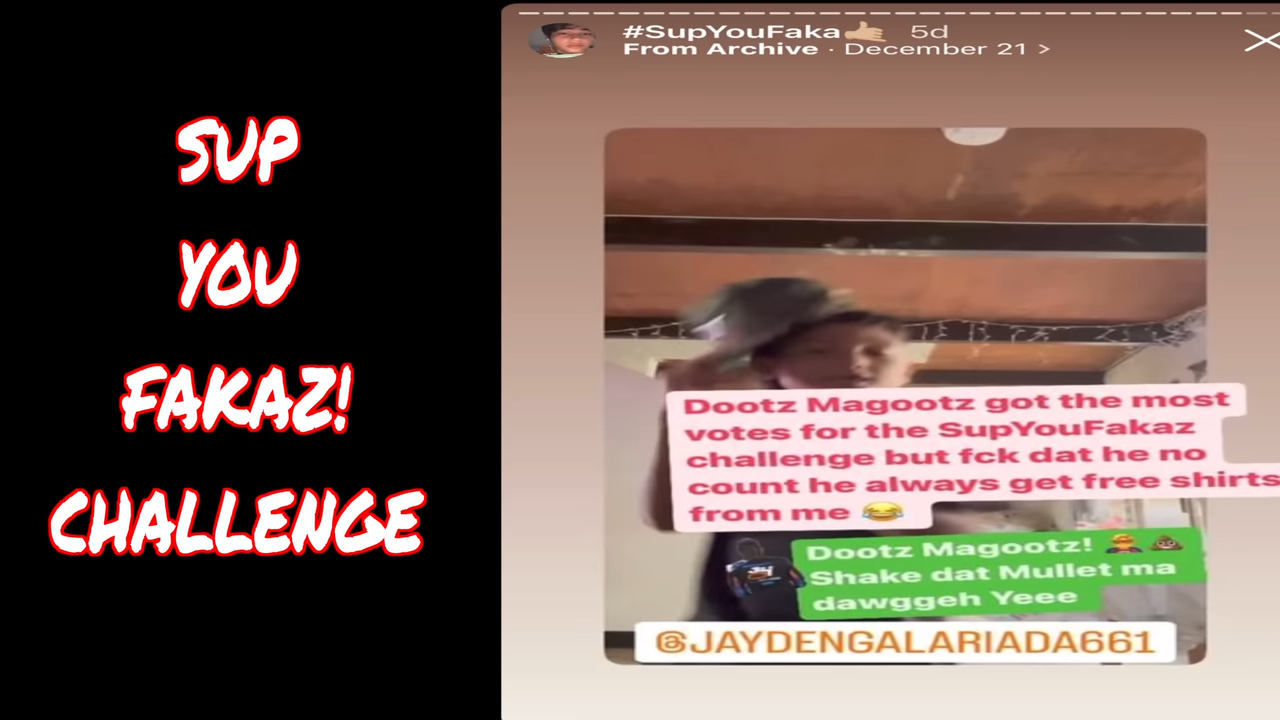 SUP
YOU
FAKAZ!
CHALLENGE
#SupYouFaka🤙🏼 5d
From Archive · December 21 >
Dootz Magootz got the most
votes for the SupYouFakaz
challenge but fck dat he no
count he always get free shirts
from me 😂
Dootz Magootz! 🤷‍♂️💩
Shake dat Mullet ma
dawggeh Yeee
@JAYDENGALARIADA661